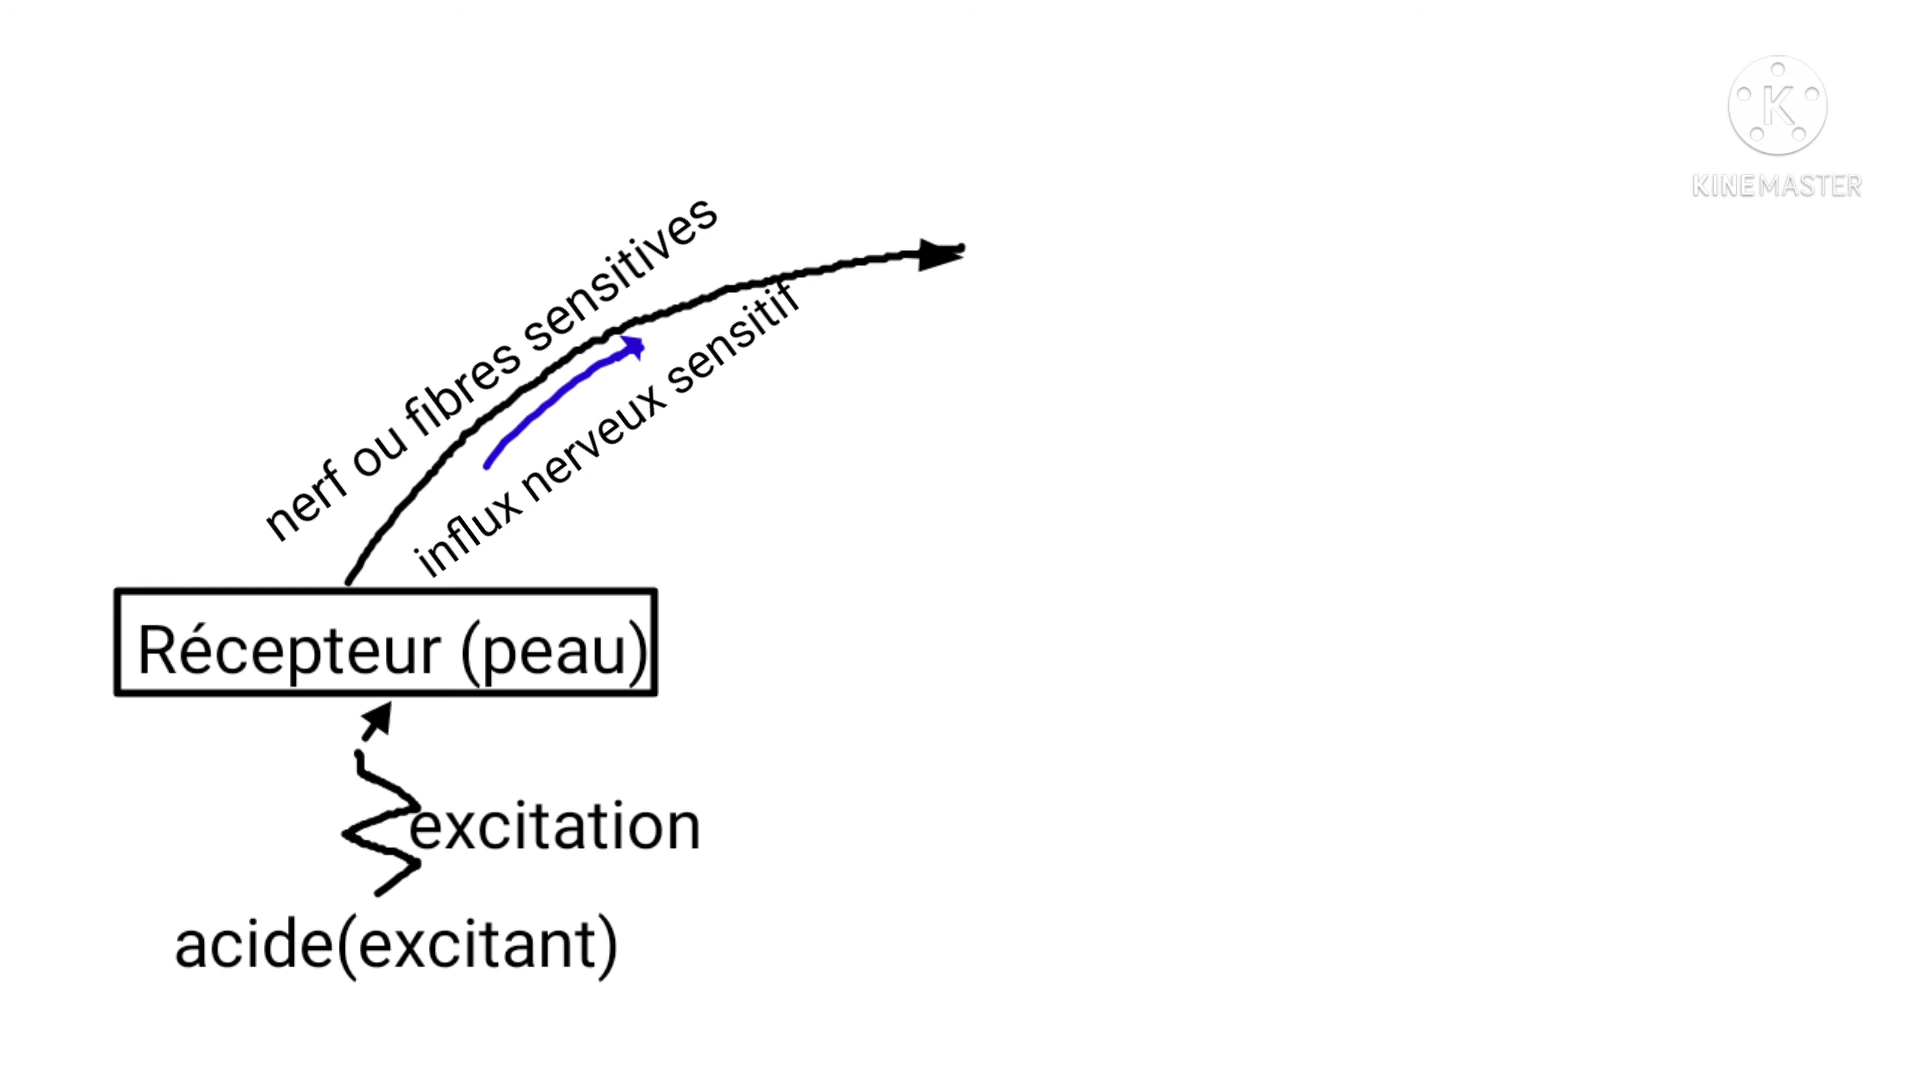 K
KINEMASTER
nerf ou fibres sensitives
influx nerveux sensitif
Récepteur (peau)
excitation
acide(excitant)